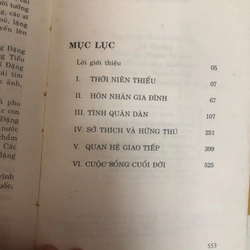 MỤC LỤC
Lời giới thiệu 05
I. THỜI NIÊN THIẾU 07
II. HÔN NHÂN GIA ĐÌNH 67
III. TÌNH QUÂN DÂN 107
IV. SỞ THÍCH VÀ HỨNG THÚ 251
V. QUAN HỆ GIAO TIẾP 399
VI. CUỘC SỐNG CUỐI ĐỜI 525
553